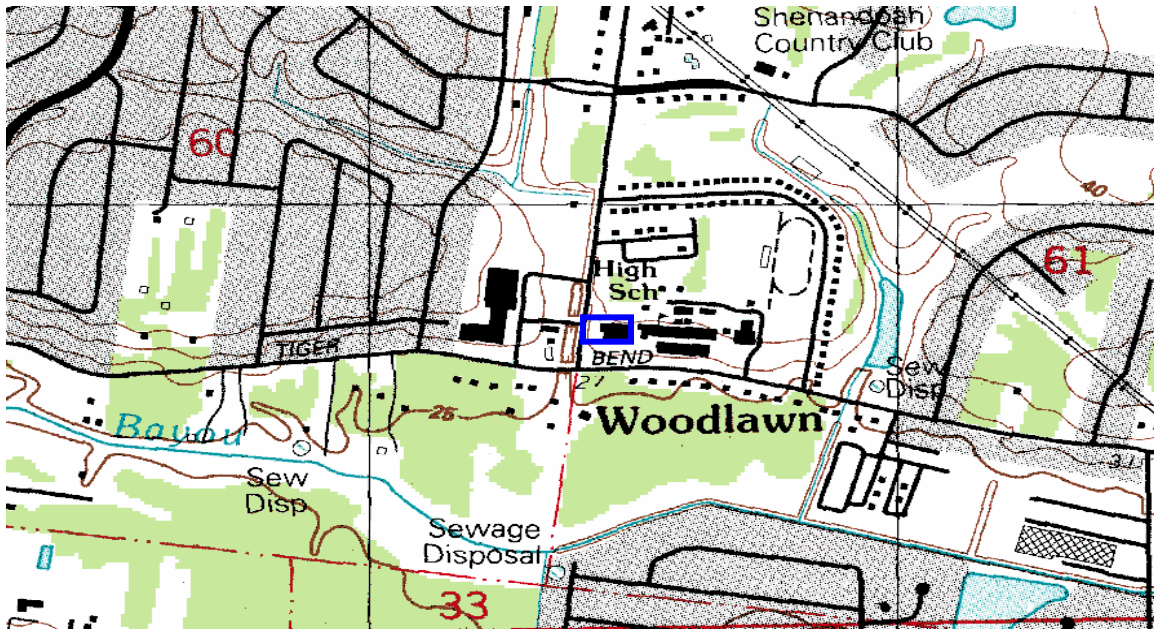 Shenandoah
Country Club
60
40
61
High
Sch
TIGER
BEND
27
Sew
Disp
25
Woodlawn
Bayou
31
Sew
Disp
Sewage
Disposal
33